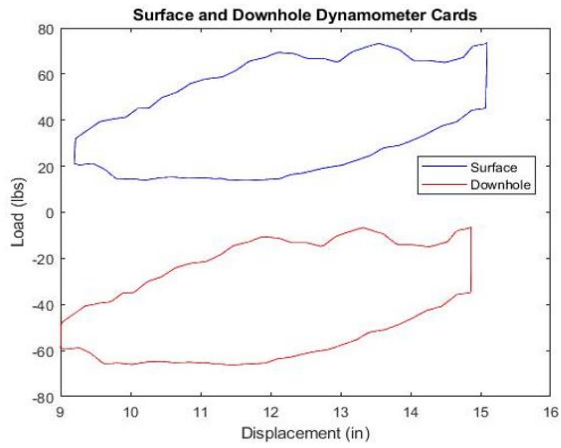 Surface and Downhole Dynamometer Cards
80
60
40
20
0
-20
-40
-60
-80
Load (lbs)
Surface
Downhole
9 10 11 12 13 14 15 16
Displacement (in)